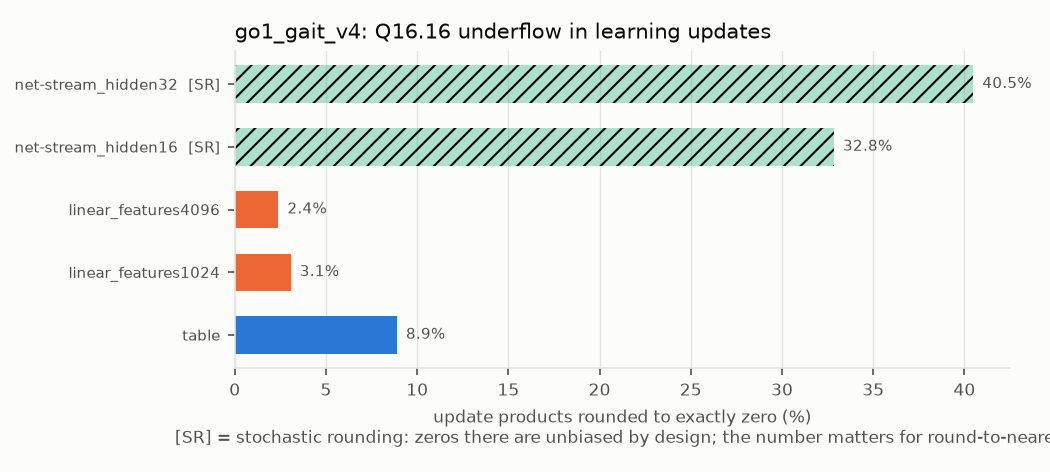 go1_gait_v4: Q16.16 underflow in learning updates
net-stream_hidden32 [SR]
40.5%
net-stream_hidden16 [SR]
32.8%
linear_features4096
2.4%
linear_features1024
3.1%
table
8.9%
0 5 10 15 20 25 30 35 40
update products rounded to exactly zero (%)
[SR] = stochastic rounding: zeros there are unbiased by design; the number matters for round-to-neare